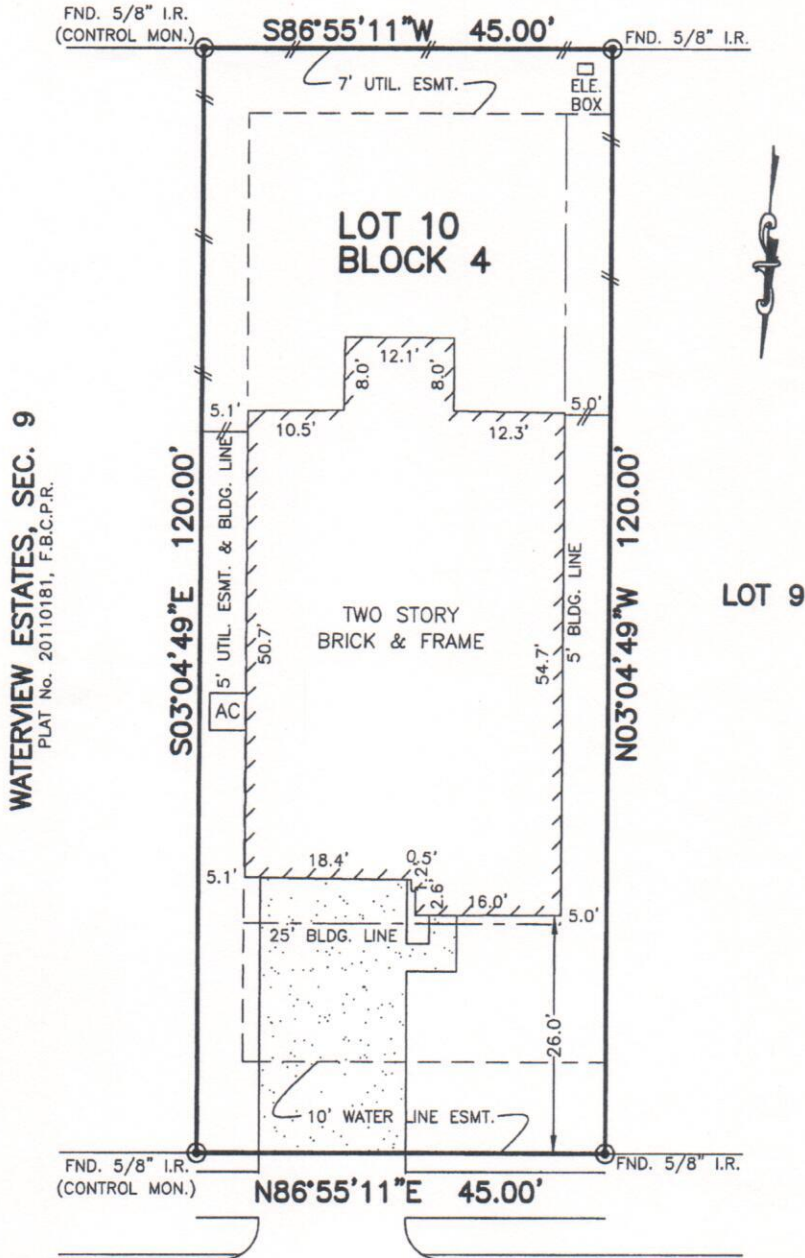 FND. 5/8" I.R.
(CONTROL MON.)
S86°55'11"W 45.00'
FND. 5/8" I.R.
7' UTIL. ESMT.
ELE.
BOX
LOT 10
BLOCK 4
12.1'
8.0'
8.0'
5.1'
10.5'
12.3'
5.0'
WATERVIEW ESTATES, SEC. 9
PLAT No. 20110181, F.B.C.P.R.
S03°04'49"E 120.00'
5' UTIL. ESMT. & BLDG. LINE
50.7'
TWO STORY
BRICK & FRAME
54.7'
5' BLDG. LINE
N03°04'49"W 120.00'
LOT 9
AC
5.1'
18.4'
0.5'
2.6'
16.0'
5.0'
25' BLDG. LINE
26.0'
10' WATER LINE ESMT.
FND. 5/8" I.R.
(CONTROL MON.)
N86°55'11"E 45.00'
FND. 5/8" I.R.